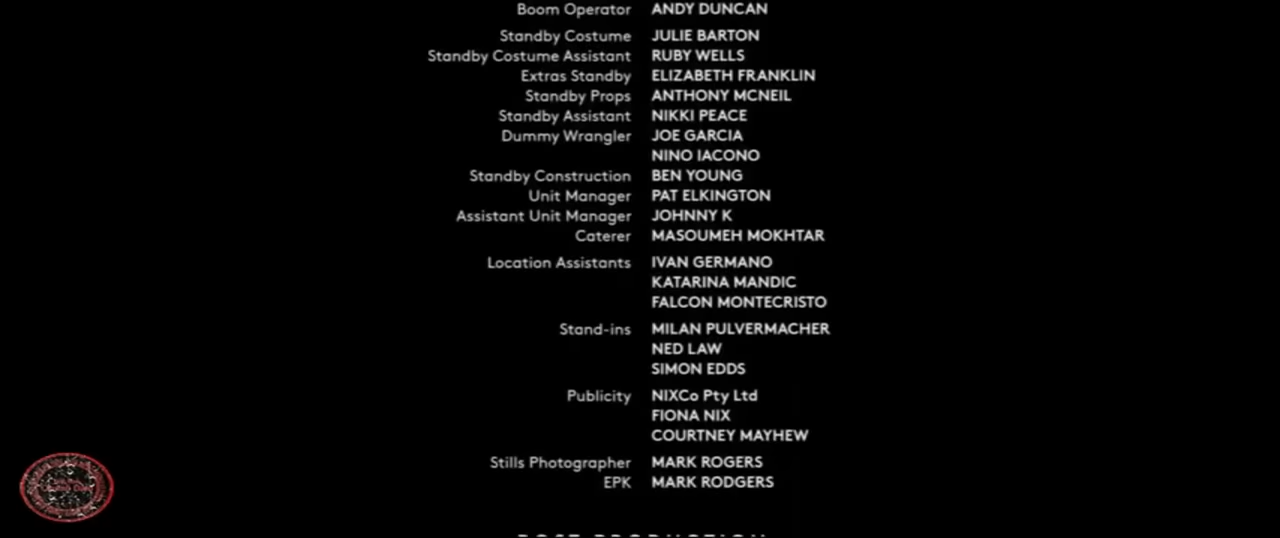 Boom Operator ANDY DUNCAN
Standby Costume JULIE BARTON
Standby Costume Assistant RUBY WELLS
Extras Standby ELIZABETH FRANKLIN
Standby Props ANTHONY MCNEIL
Standby Assistant NIKKI PEACE
Dummy Wrangler JOE GARCIA
NINO IACONO
Standby Construction BEN YOUNG
Unit Manager PAT ELKINGTON
Assistant Unit Manager JOHNNY K
Caterer MASOUMEH MOKHTAR
Location Assistants IVAN GERMANO
KATARINA MANDIC
FALCON MONTECRISTO
Stand-ins MILAN PULVERMACHER
NED LAW
SIMON EDDS
Publicity NIXCo Pty Ltd
FIONA NIX
COURTNEY MAYHEW
Stills Photographer MARK ROGERS
EPK MARK RODGERS
POST PRODUCTION